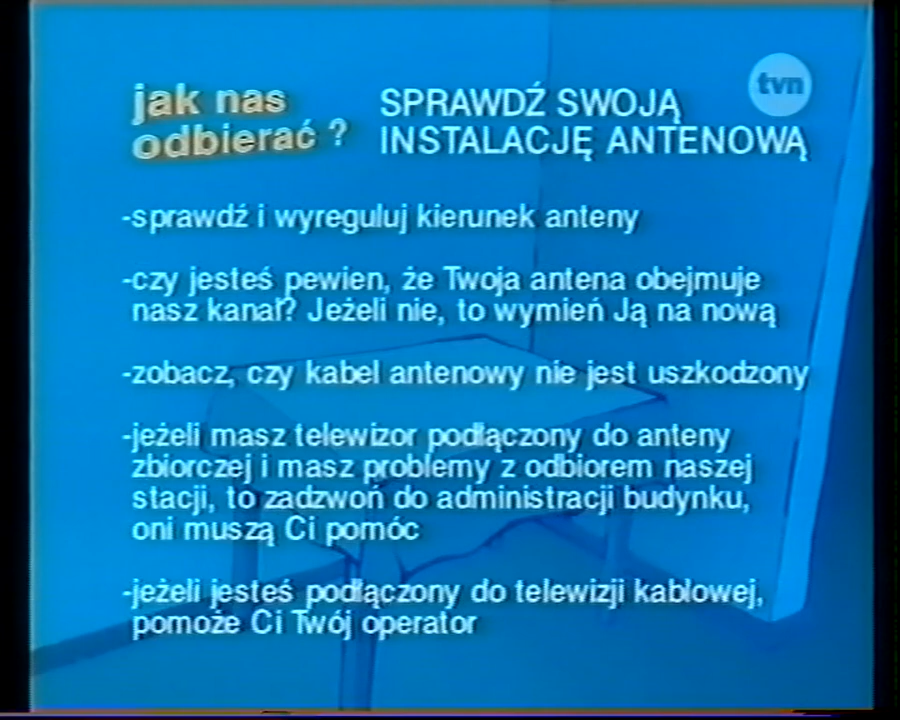 jak nas
odbierać ?
SPRAWDŹ SWOJĄ
INSTALACJĘ ANTENOWĄ
tvn
-sprawdź i wyreguluj kierunek anteny
-czy jesteś pewien, że Twoja antena obejmuje
nasz kanał? Jeżeli nie, to wymień Ją na nową
-zobacz, czy kabel antenowy nie jest uszkodzony
-jeżeli masz telewizor podłączony do anteny
zbiorczej i masz problemy z odbiorem naszej
stacji, to zadzwoń do administracji budynku,
oni muszą Ci pomóc
-jeżeli jesteś podłączony do telewizji kablowej,
pomoże Ci Twój operator